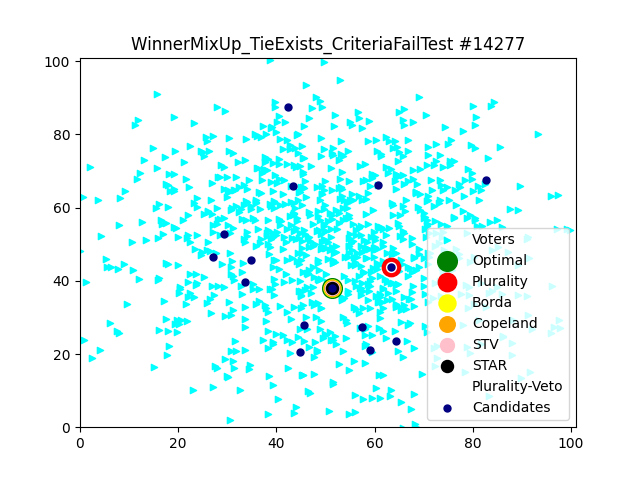 WinnerMixUp_TieExists_CriteriaFailTest #14277
100
80
60
40
20
0
0
20
40
60
80
100
Voters
Optimal
Plurality
Borda
Copeland
STV
STAR
Plurality-Veto
Candidates